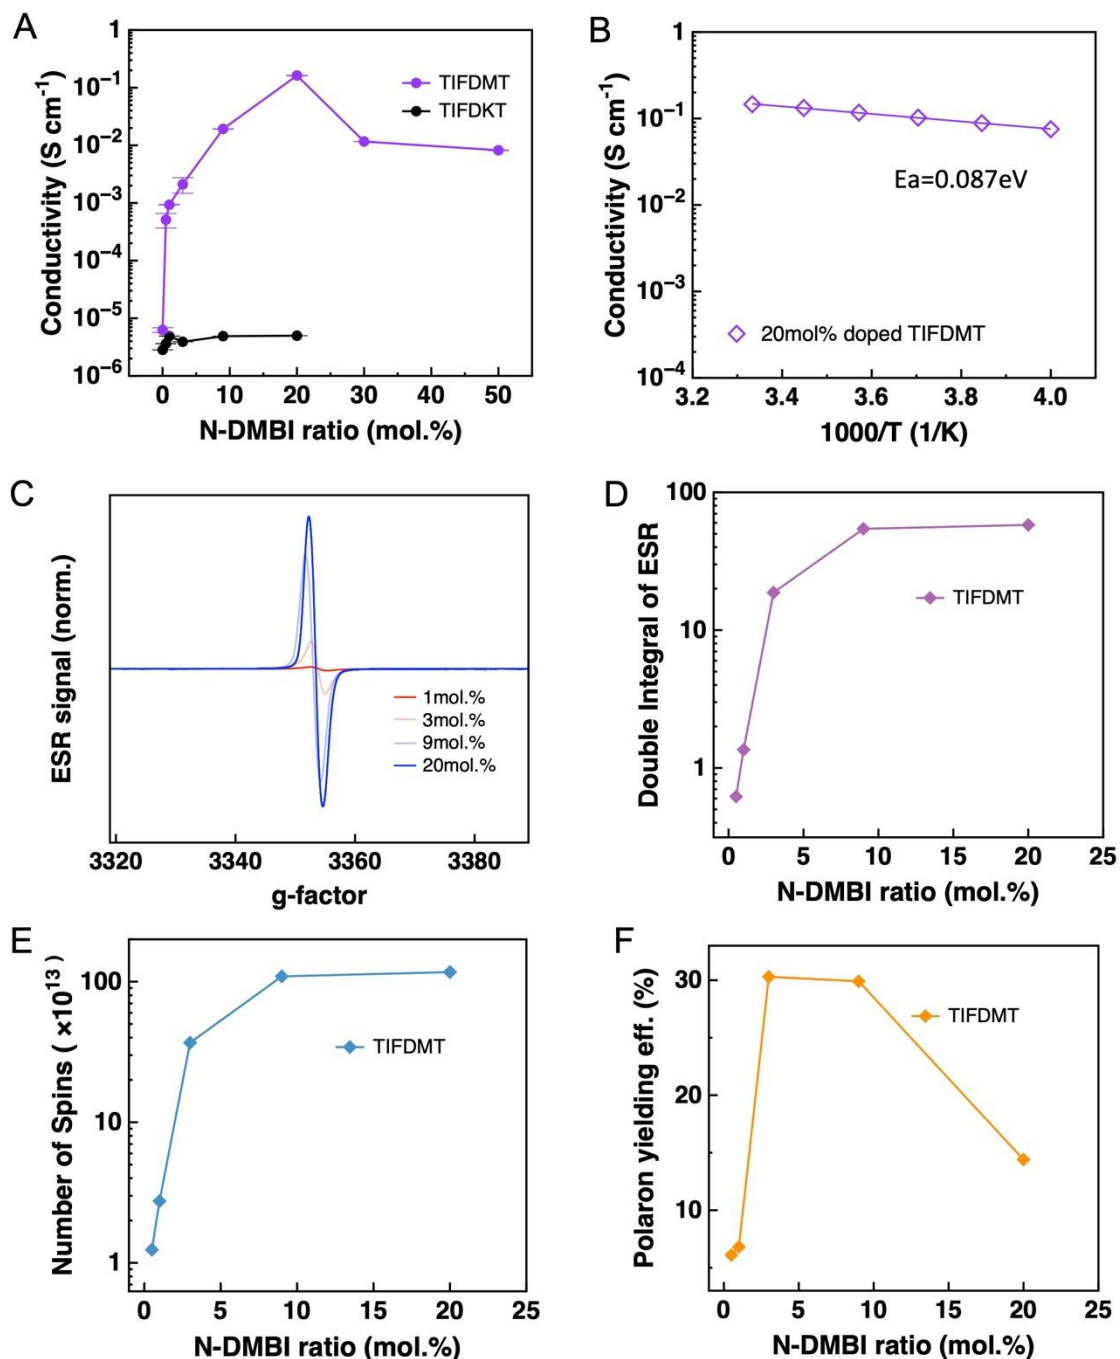 A
Conductivity (S cm⁻¹)
1
10⁻¹
10⁻²
10⁻³
10⁻⁴
10⁻⁵
10⁻⁶
TIFDMT
TIFDKT
0 10 20 30 40 50
N-DMBI ratio (mol.%)
B
Conductivity (S cm⁻¹)
1
10⁻¹
10⁻²
10⁻³
10⁻⁴
Ea=0.087eV
20mol% doped TIFDMT
3.2 3.4 3.6 3.8 4.0
1000/T (1/K)
C
ESR signal (norm.)
1mol.%
3mol.%
9mol.%
20mol.%
3320 3340 3360 3380
g-factor
D
Double Integral of ESR
100
10
1
TIFDMT
0 5 10 15 20 25
N-DMBI ratio (mol.%)
E
Number of Spins ( ×10¹³ )
100
10
1
TIFDMT
0 5 10 15 20 25
N-DMBI ratio (mol.%)
F
Polaron yielding eff. (%)
30
20
10
TIFDMT
0 5 10 15 20 25
N-DMBI ratio (mol.%)